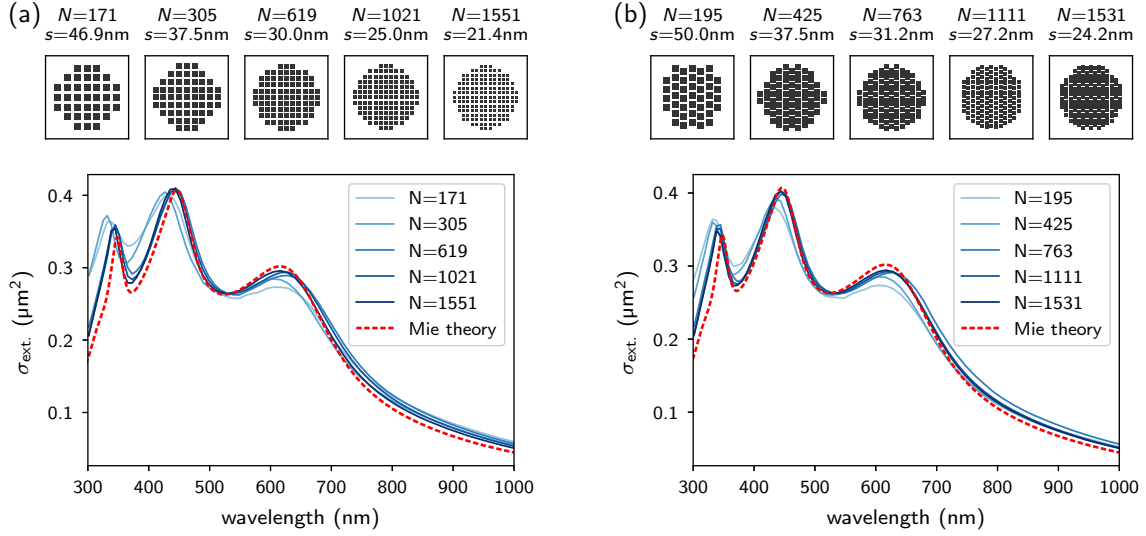 (a)
N=171 N=305 N=619 N=1021 N=1551
s=46.9nm s=37.5nm s=30.0nm s=25.0nm s=21.4nm
0.4
0.3
0.2
0.1
σext. (μm²)
N=171
N=305
N=619
N=1021
N=1551
Mie theory
300 400 500 600 700 800 900 1000
wavelength (nm)
(b)
N=195 N=425 N=763 N=1111 N=1531
s=50.0nm s=37.5nm s=31.2nm s=27.2nm s=24.2nm
0.4
0.3
0.2
0.1
σext. (μm²)
N=195
N=425
N=763
N=1111
N=1531
Mie theory
300 400 500 600 700 800 900 1000
wavelength (nm)